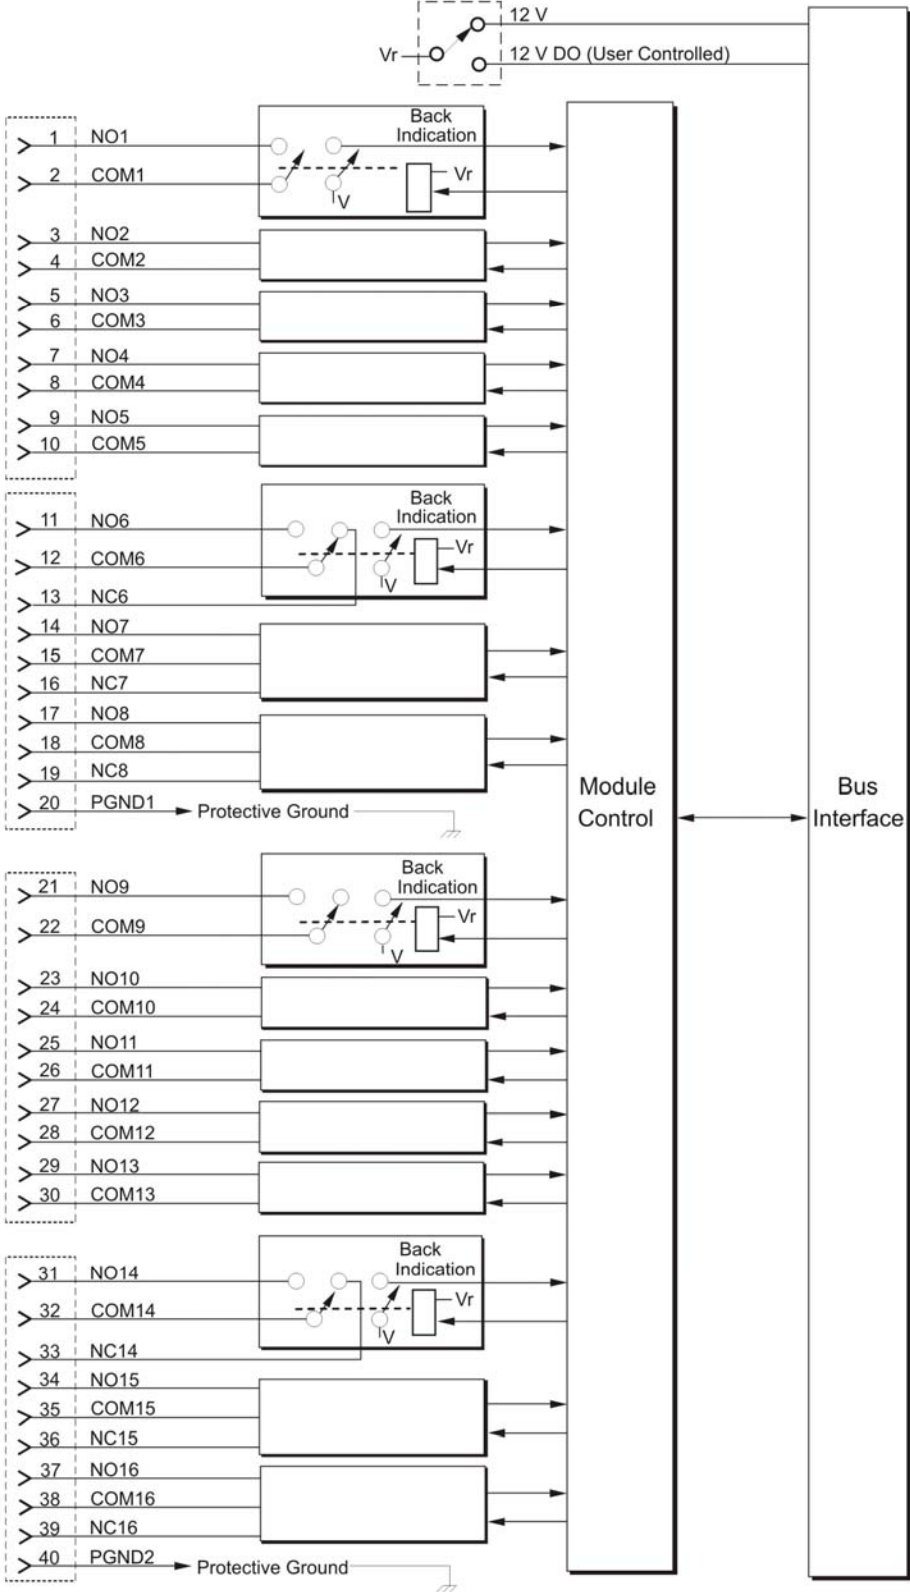 12 V
Vr
12 V DO (User Controlled)
Back
Indication
1 NO1
Vr
2 COM1
V
3 NO2
4 COM2
5 NO3
6 COM3
7 NO4
8 COM4
9 NO5
10 COM5
Back
Indication
11 NO6
Vr
12 COM6
V
13 NC6
14 NO7
15 COM7
16 NC7
17 NO8
18 COM8
19 NC8
20 PGND1 Protective Ground
Module
Control
Bus
Interface
Back
Indication
21 NO9
Vr
22 COM9
V
23 NO10
24 COM10
25 NO11
26 COM11
27 NO12
28 COM12
29 NO13
30 COM13
Back
Indication
31 NO14
Vr
32 COM14
V
33 NC14
34 NO15
35 COM15
36 NC15
37 NO16
38 COM16
39 NC16
40 PGND2 Protective Ground